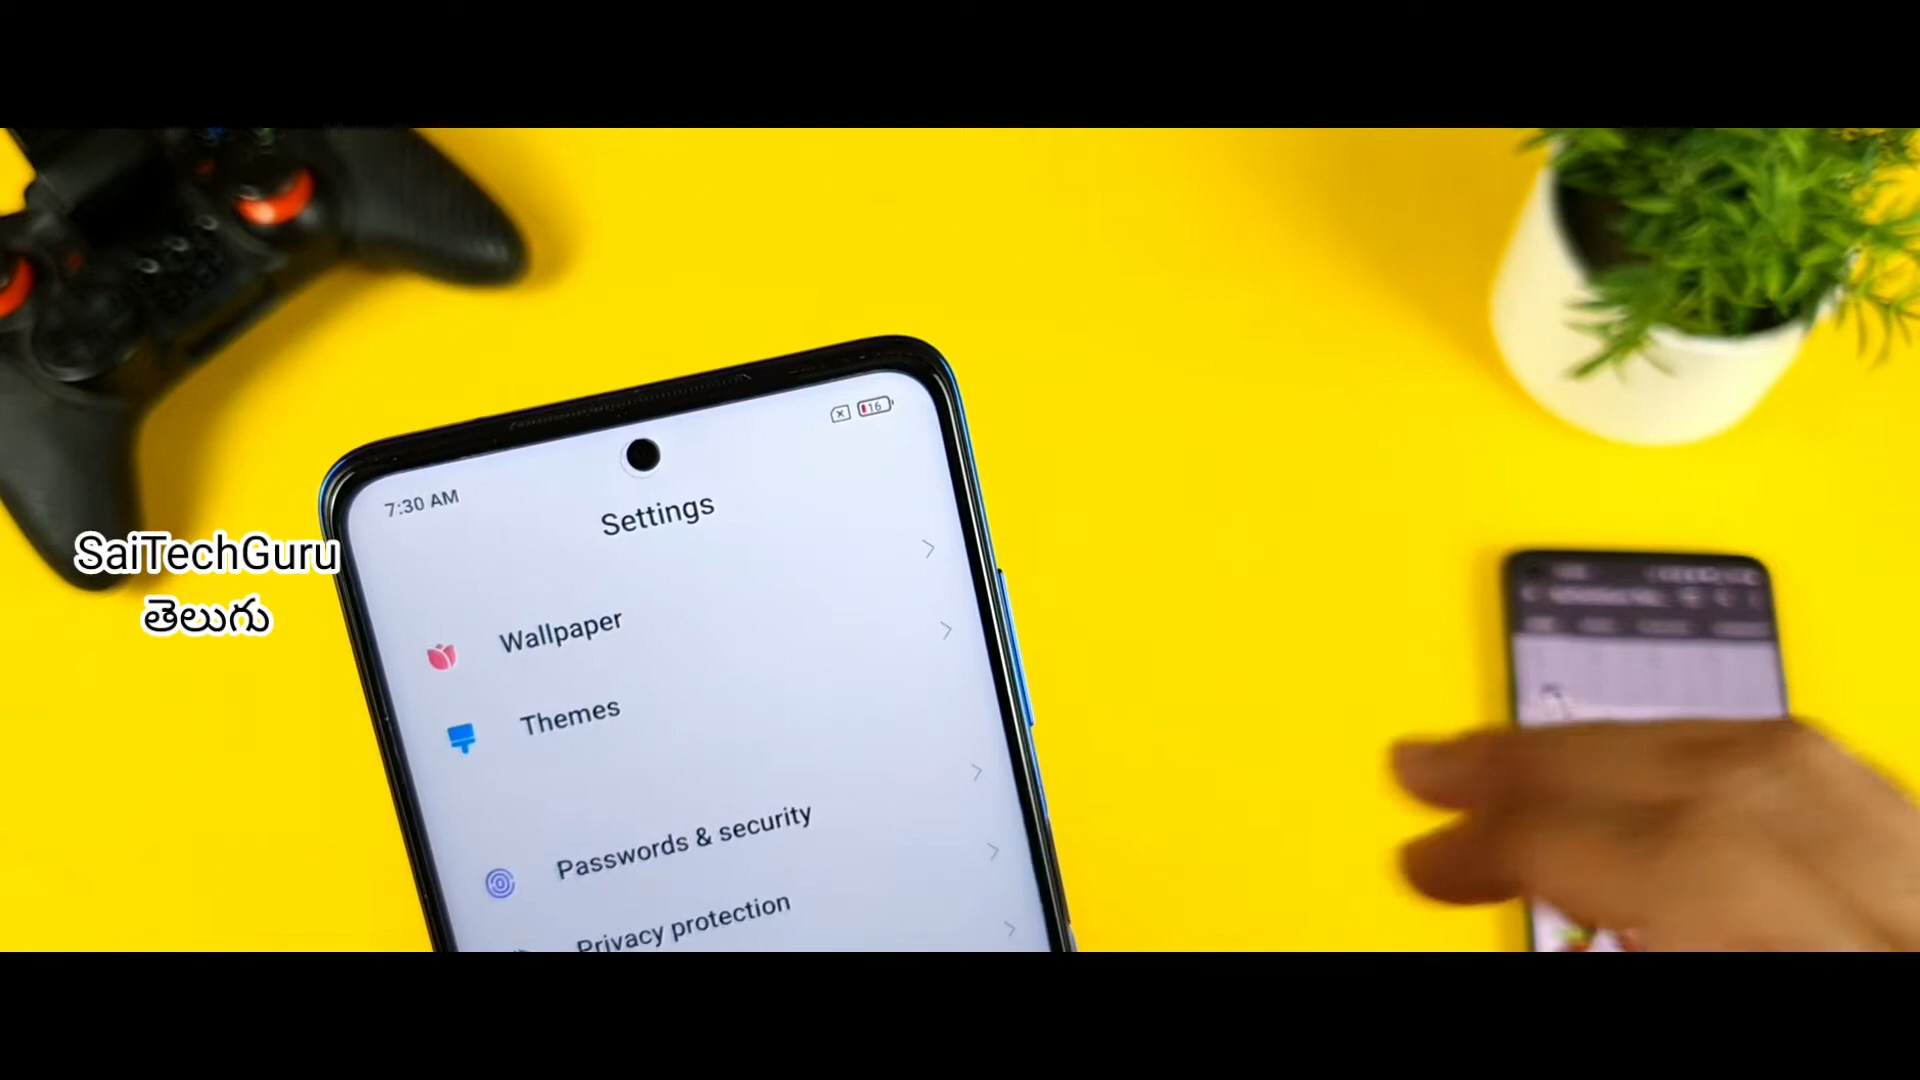 16
7:30 AM
Settings
SaiTechGuru
తెలుగు
Wallpaper
Themes
Passwords & security
Privacy protection